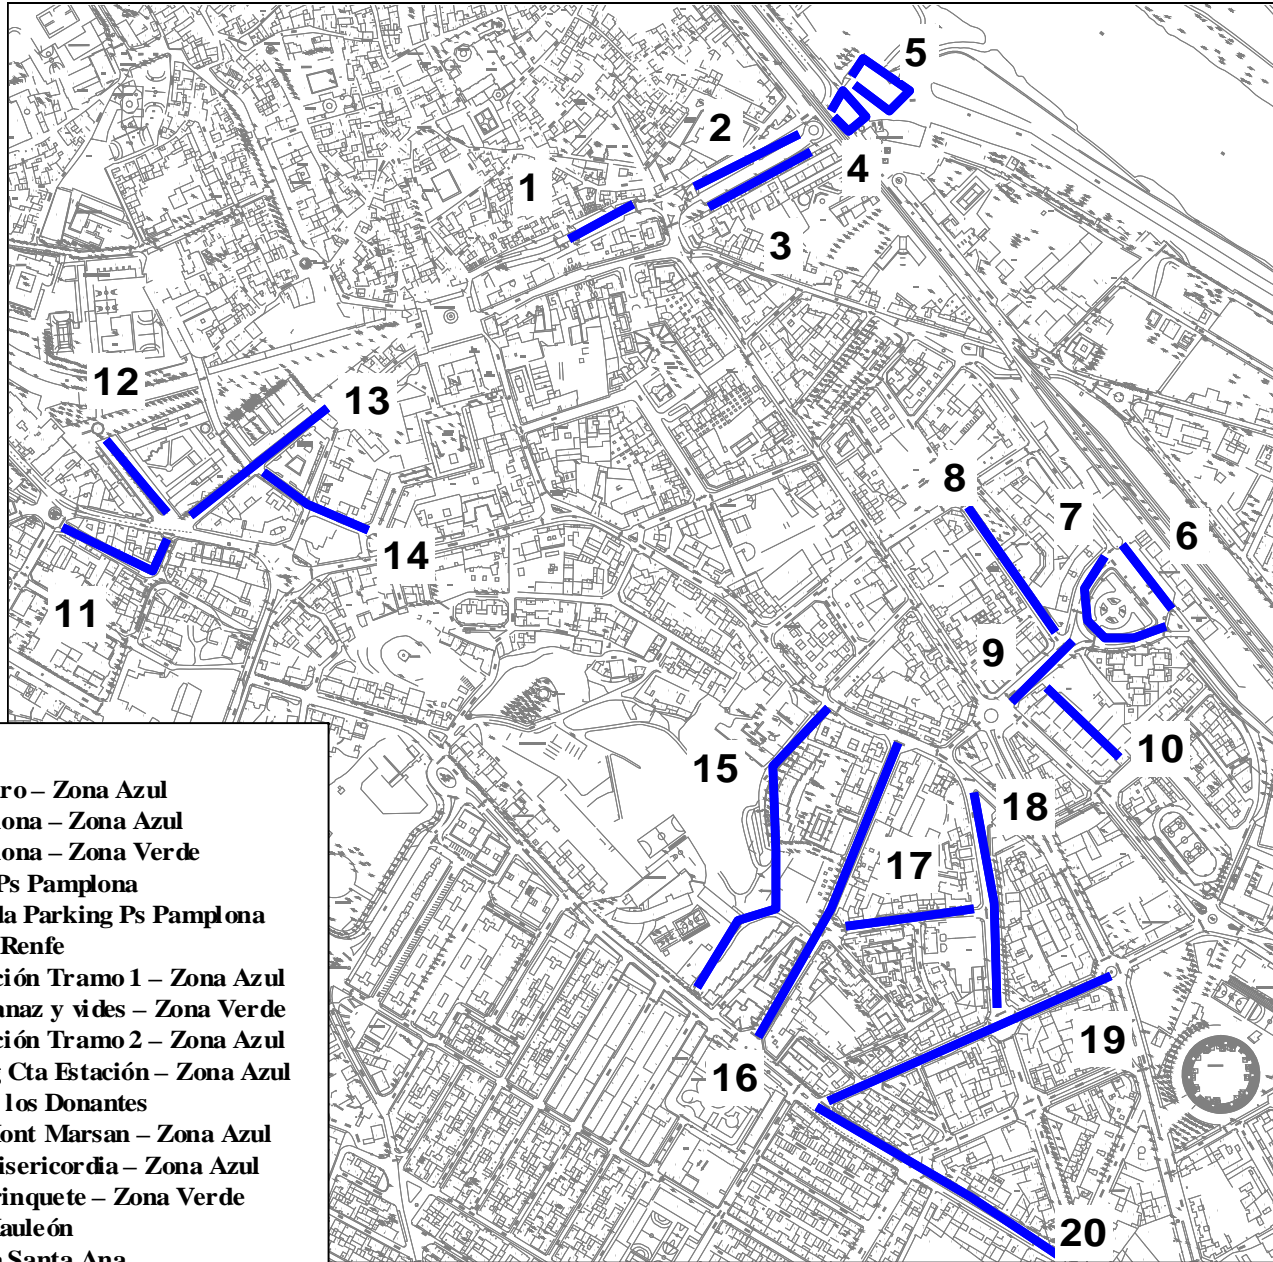 5
2
4
1
3
12
13
8
7
6
14
11
9
10
15
18
17
19
16
20
ro – Zona Azul
ona – Zona Azul
ona – Zona Verde
Ps Pamplona
la Parking Ps Pamplona
Renfe
ción Tramo 1 – Zona Azul
anaz y vides – Zona Verde
ción Tramo 2 – Zona Azul
Cta Estación – Zona Azul
los Donantes
ont Marsan – Zona Azul
isericordia – Zona Azul
rinquete – Zona Verde
auleón
Santa Ana